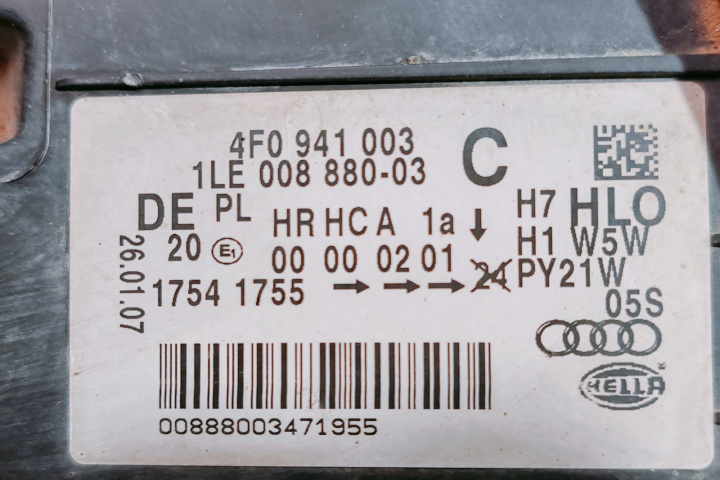 4F0 941 003 C
1LE 008 880-03
DE PL HR HC A 1a ↓ H7 HLO
20 E1 00 00 02 01 H1 W5W
26.01.07
1754 1755 → → → 24 PY21W
05S
HELLA
00888003471955